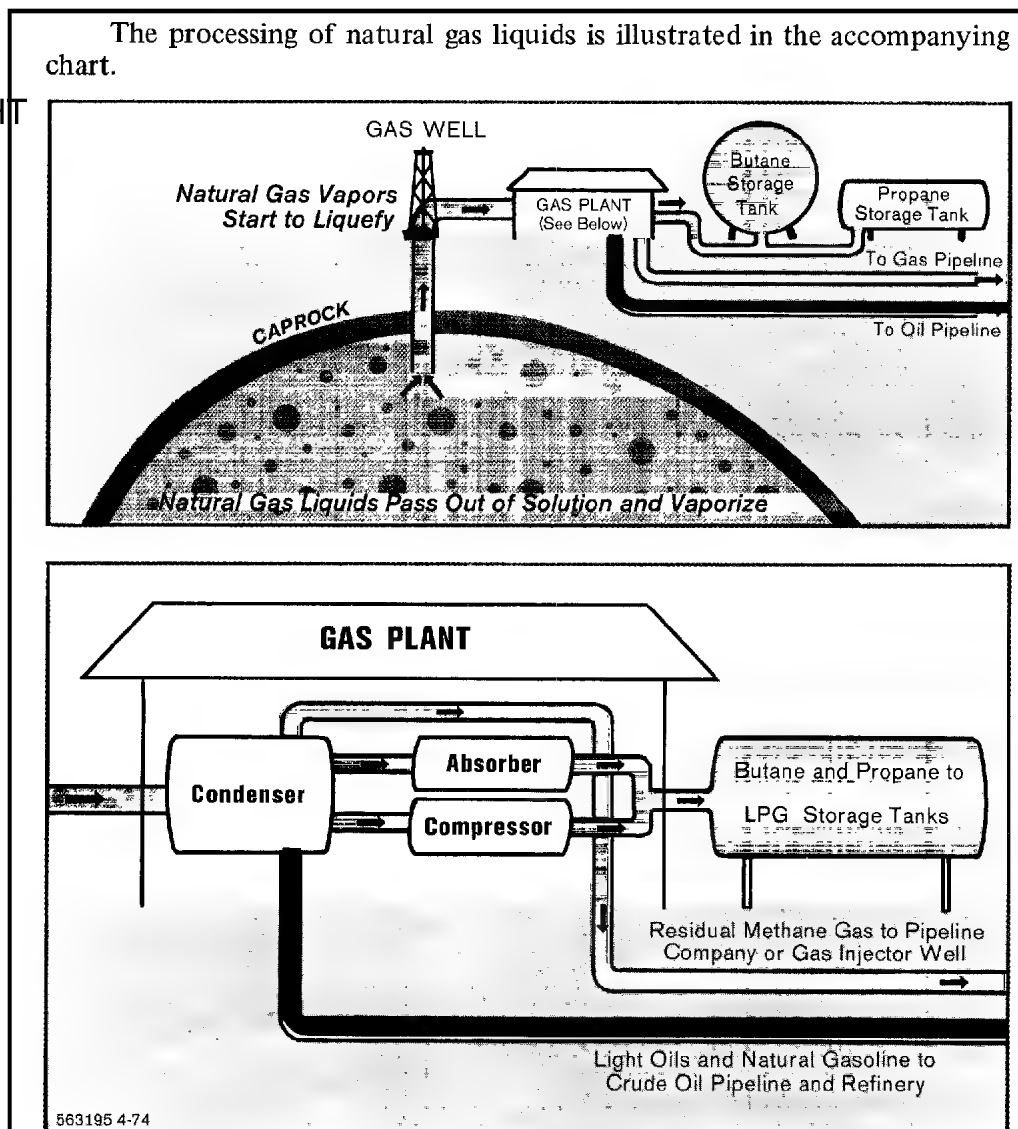 The processing of natural gas liquids is illustrated in the accompanying
chart.
GAS WELL
Natural Gas Vapors
Start to Liquefy
GAS PLANT
(See Below)
Butane
Storage
Tank
Propane
Storage Tank
To Gas Pipeline
To Oil Pipeline
CAPROCK
Natural Gas Liquids Pass Out of Solution and Vaporize
GAS PLANT
Condenser
Absorber
Compressor
Butane and Propane to
LPG Storage Tanks
Residual Methane Gas to Pipeline
Company or Gas Injector Well
Light Oils and Natural Gasoline to
Crude Oil Pipeline and Refinery
563195 4-74